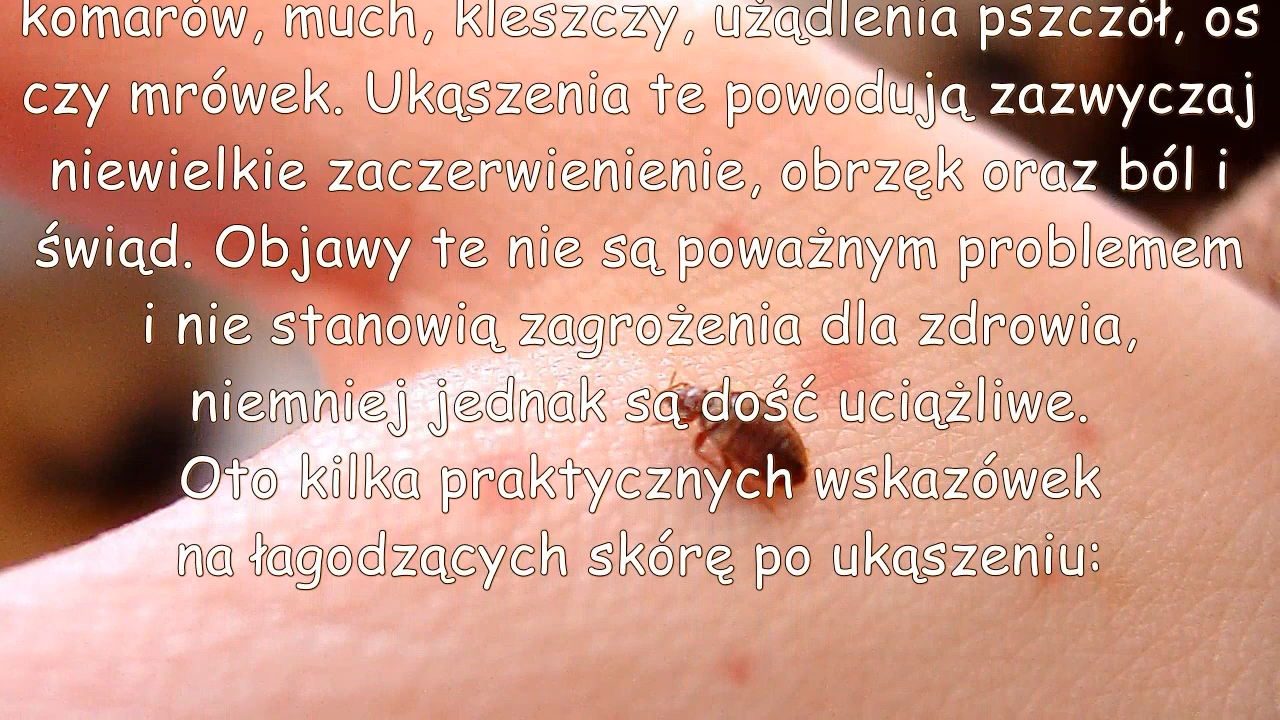 komarów, much, kleszczy, użądlenia pszczół, os
czy mrówek. Ukąszenia te powodują zazwyczaj
niewielkie zaczerwienienie, obrzęk oraz ból i
świąd. Objawy te nie są poważnym problemem
i nie stanowią zagrożenia dla zdrowia,
niemniej jednak są dość uciążliwe.
Oto kilka praktycznych wskazówek
na łagodzących skórę po ukąszeniu: